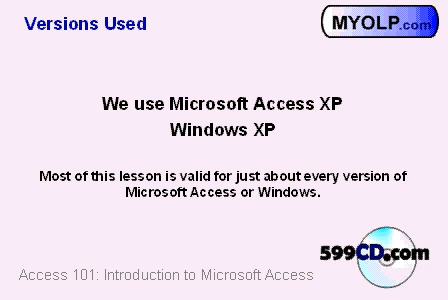 Versions Used
MYOLP.com
We use Microsoft Access XP
Windows XP
Most of this lesson is valid for just about every version of
Microsoft Access or Windows.
599CD.com
Access 101: Introduction to Microsoft Access